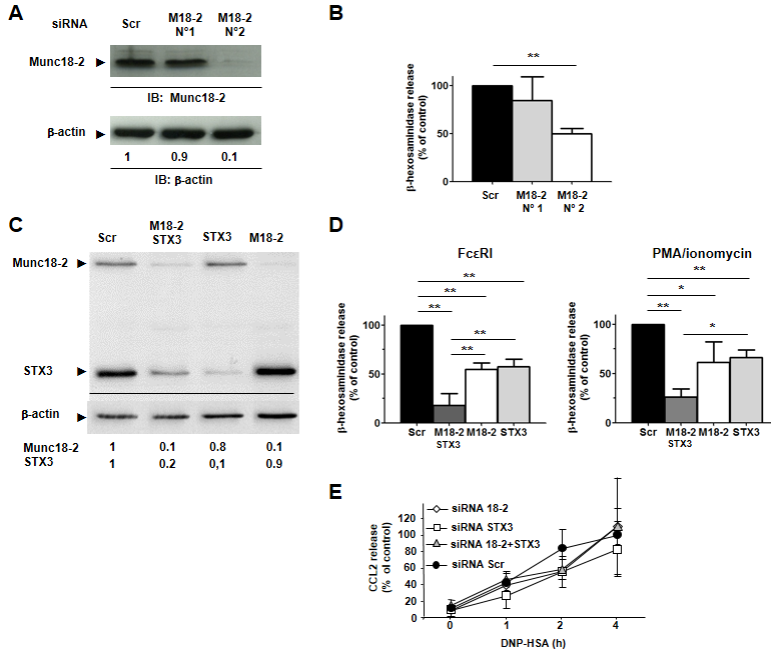 A
siRNA
Scr
M18-2
N°1
M18-2
N°2
Munc18-2
IB: Munc18-2
β-actin
1 0.9 0.1
IB: β-actin
B
**
β-hexosaminidase release
(% of control)
100
50
0
Scr
M18-2
N° 1
M18-2
N° 2
C
Scr
M18-2
STX3
STX3
M18-2
Munc18-2
STX3
β-actin
Munc18-2 1 0.1 0.8 0.1
STX3 1 0.2 0,1 0.9
D
FcεRI
**
**
**
**
**
β-hexosaminidase release
(% of control)
100
50
0
Scr
M18-2
STX3
M18-2
STX3
PMA/ionomycin
**
*
**
*
β-hexosaminidase release
(% of control)
100
50
0
Scr
M18-2
STX3
M18-2
STX3
E
siRNA 18-2
siRNA STX3
siRNA 18-2+STX3
siRNA Scr
CCL2 release
(% of control)
120
100
80
60
40
20
0
0 1 2 4
DNP-HSA (h)